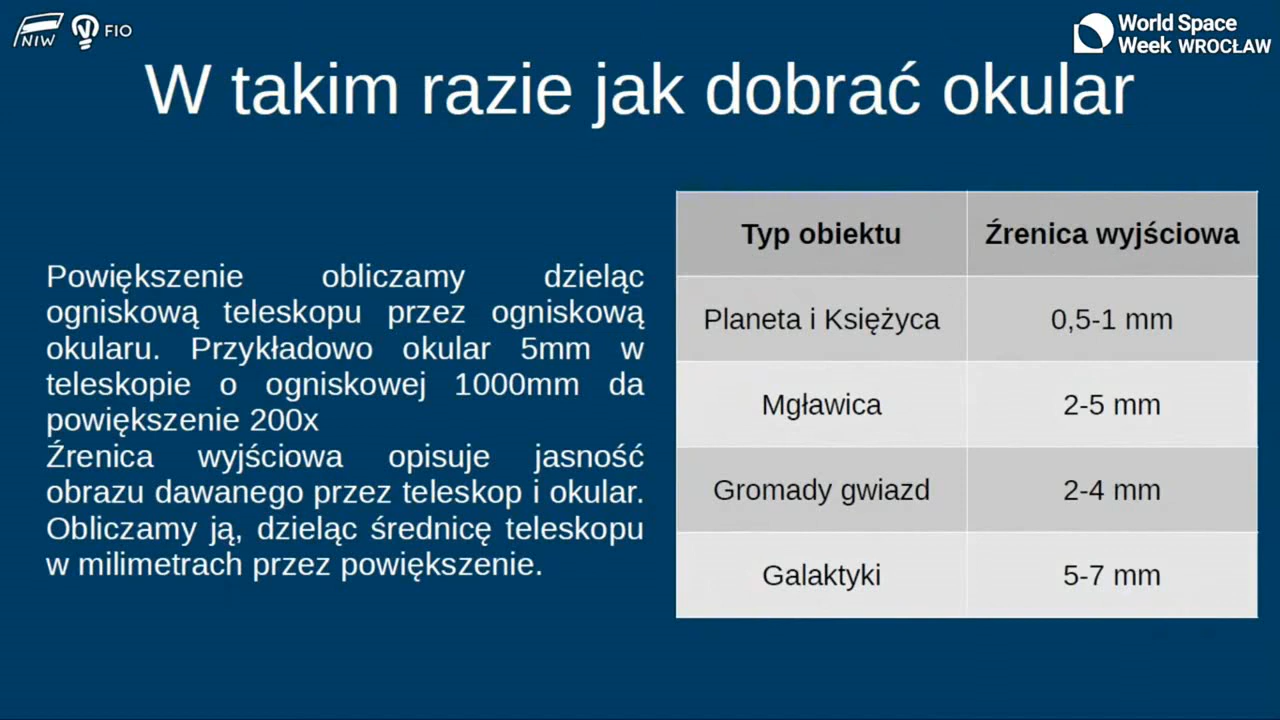 NIW FIO
World Space
Week WROCŁAW
W takim razie jak dobrać okular
Powiększenie obliczamy dzieląc
ogniskową teleskopu przez ogniskową
okularu. Przykładowo okular 5mm w
teleskopie o ogniskowej 1000mm da
powiększenie 200x
Źrenica wyjściowa opisuje jasność
obrazu dawanego przez teleskop i okular.
Obliczamy ją, dzieląc średnicę teleskopu
w milimetrach przez powiększenie.
Typ obiektu Źrenica wyjściowa
Planeta i Księżyca 0,5-1 mm
Mgławica 2-5 mm
Gromady gwiazd 2-4 mm
Galaktyki 5-7 mm